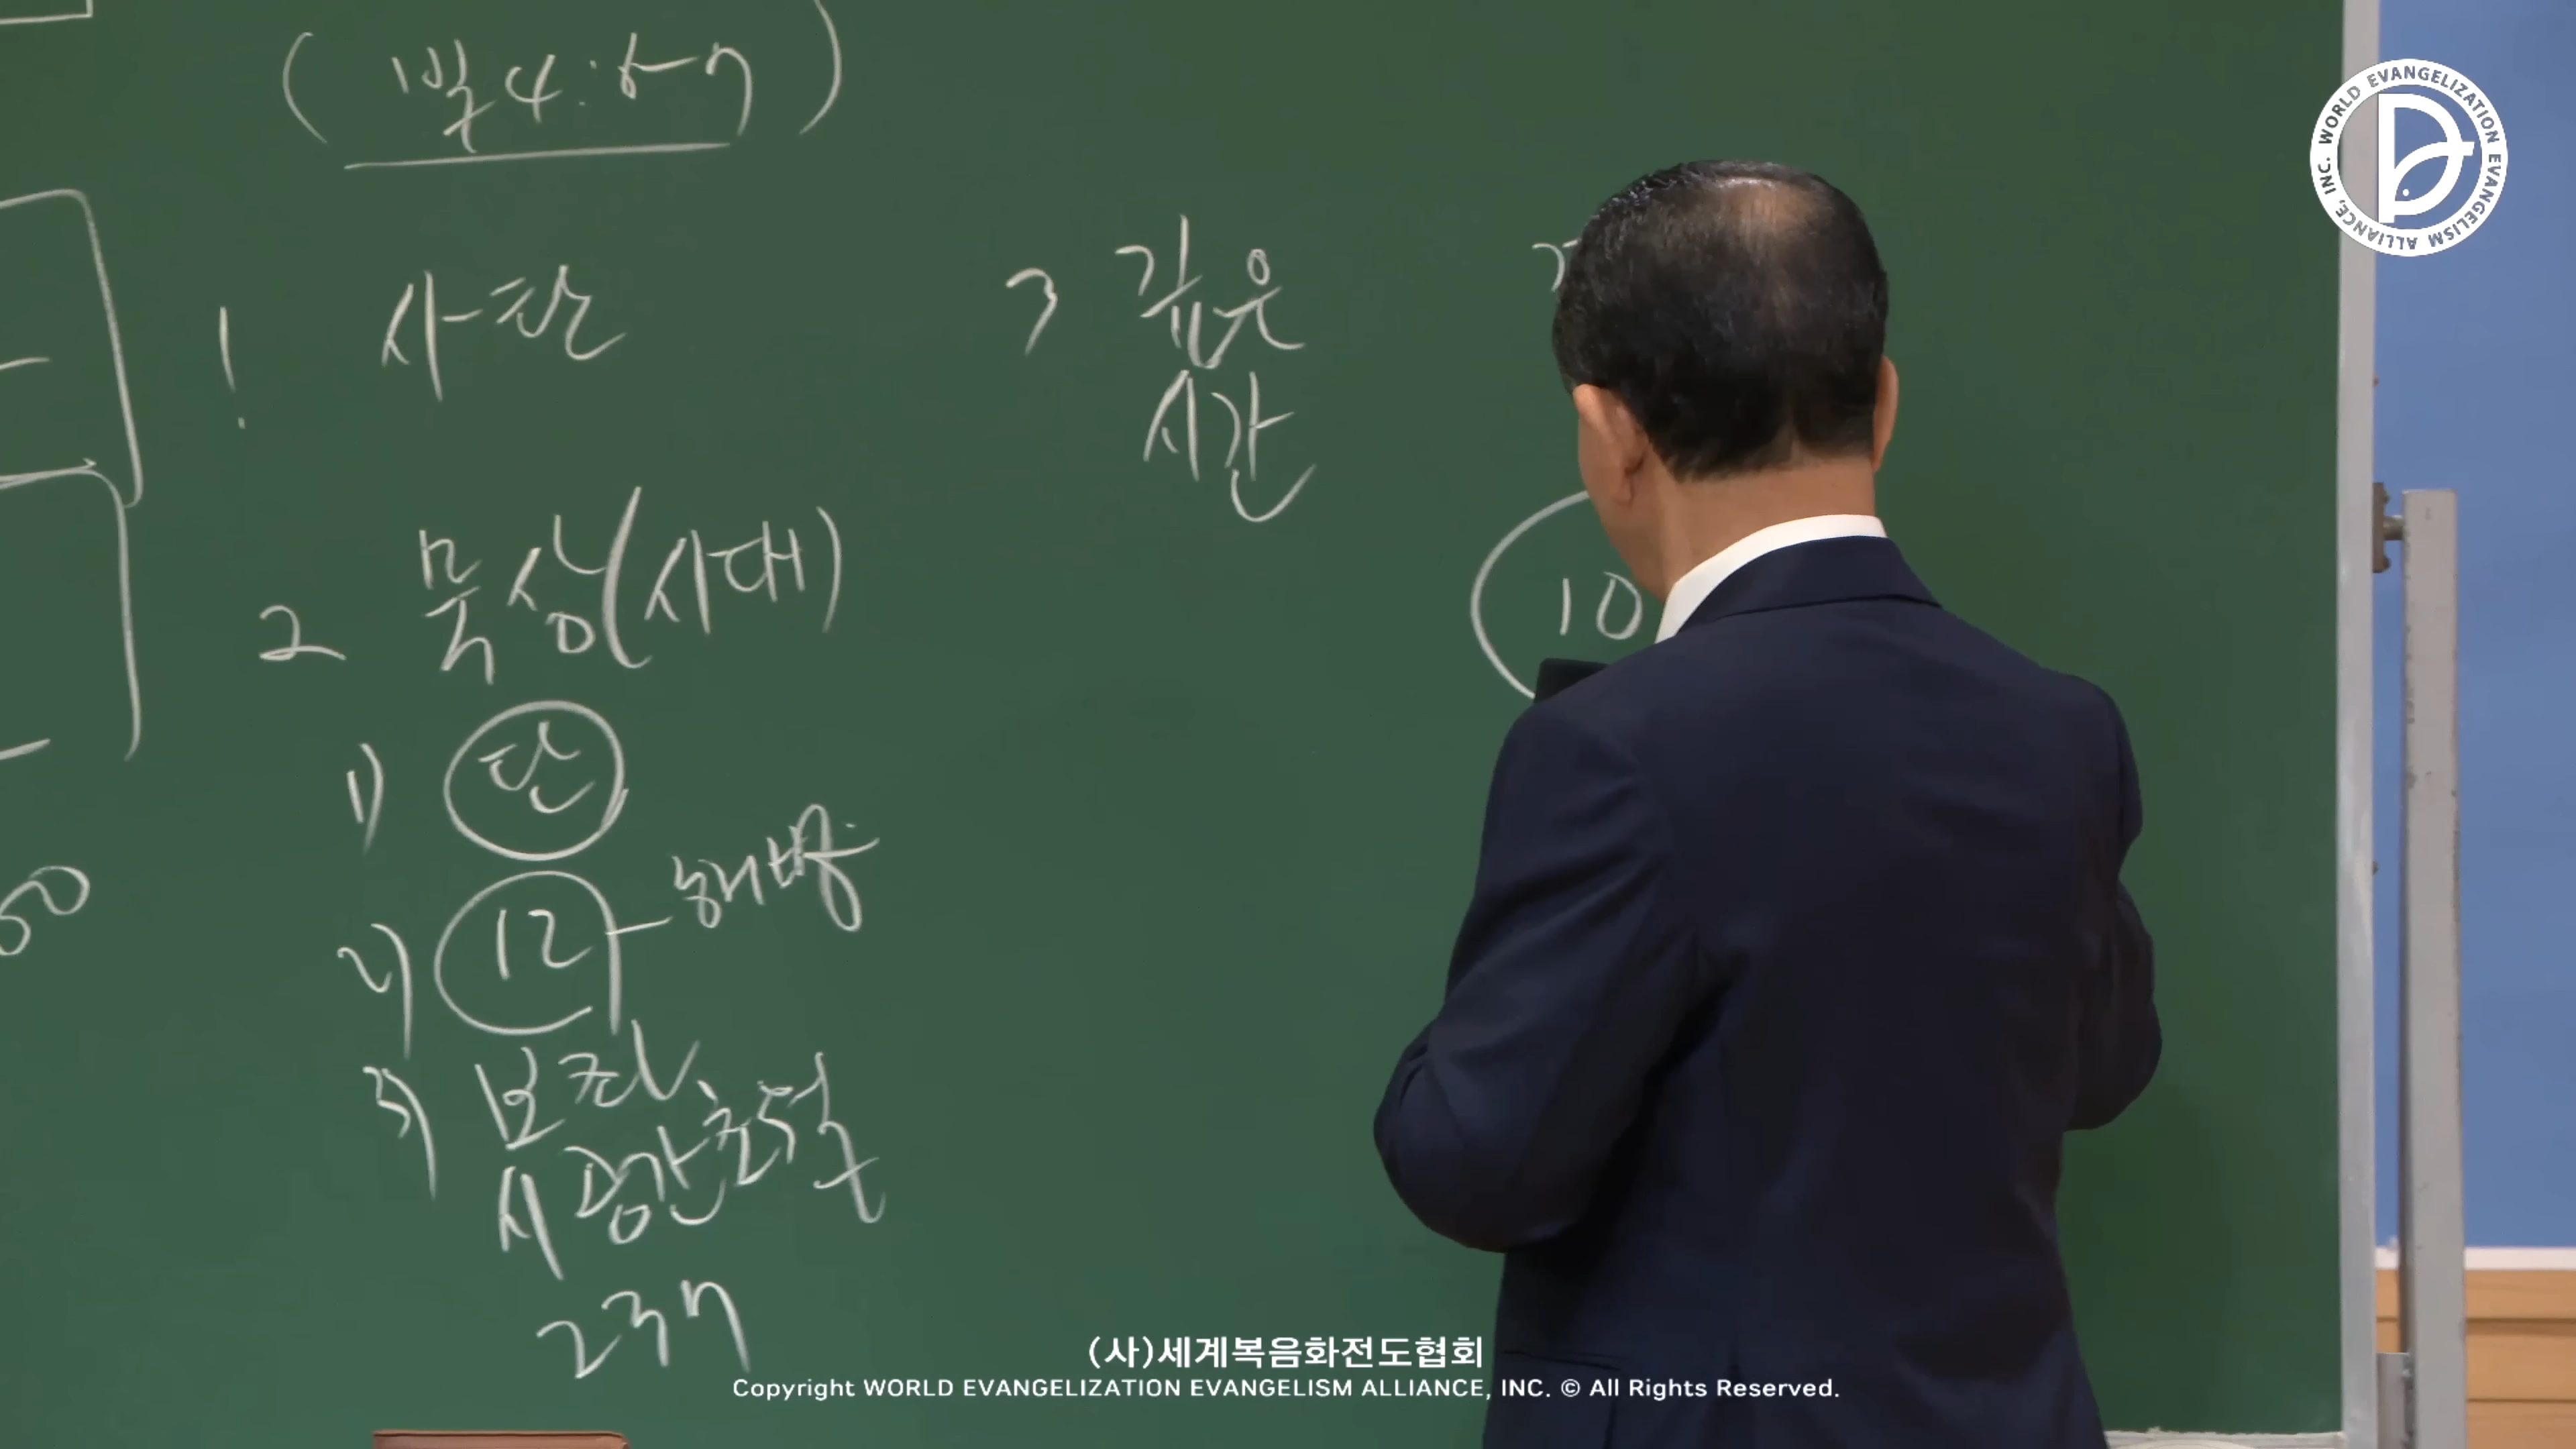 (빌4:6-7)
1. 사탄
2 묵상(시대)
1) 단
2) 12 - 해방
3) 보좌
시공간초월
237
3 깊은
시간
10
00
(사)세계복음화전도협회
Copyright WORLD EVANGELIZATION EVANGELISM ALLIANCE, INC. © All Rights Reserved.
WORLD EVANGELIZATION EVANGELISM ALLIANCE, INC.